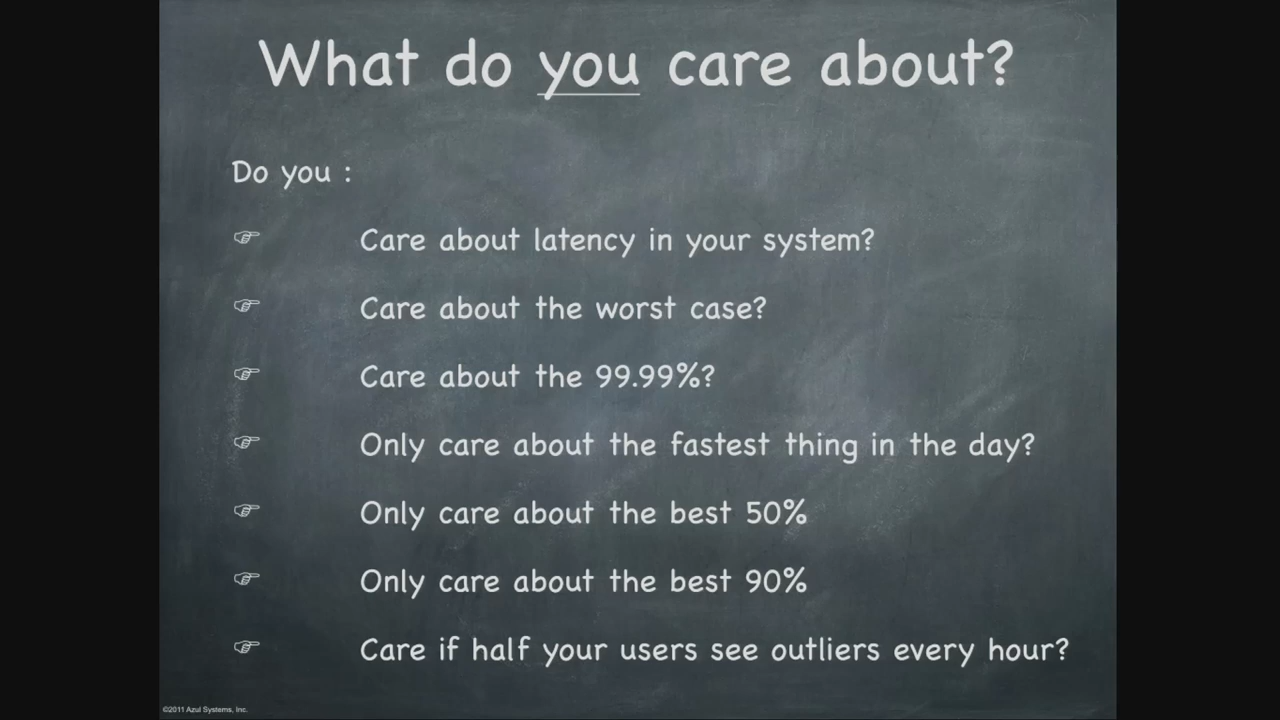 What do you care about?
Do you :
☞ Care about latency in your system?
☞ Care about the worst case?
☞ Care about the 99.99%?
☞ Only care about the fastest thing in the day?
☞ Only care about the best 50%
☞ Only care about the best 90%
☞ Care if half your users see outliers every hour?
©2011 Azul Systems, Inc.